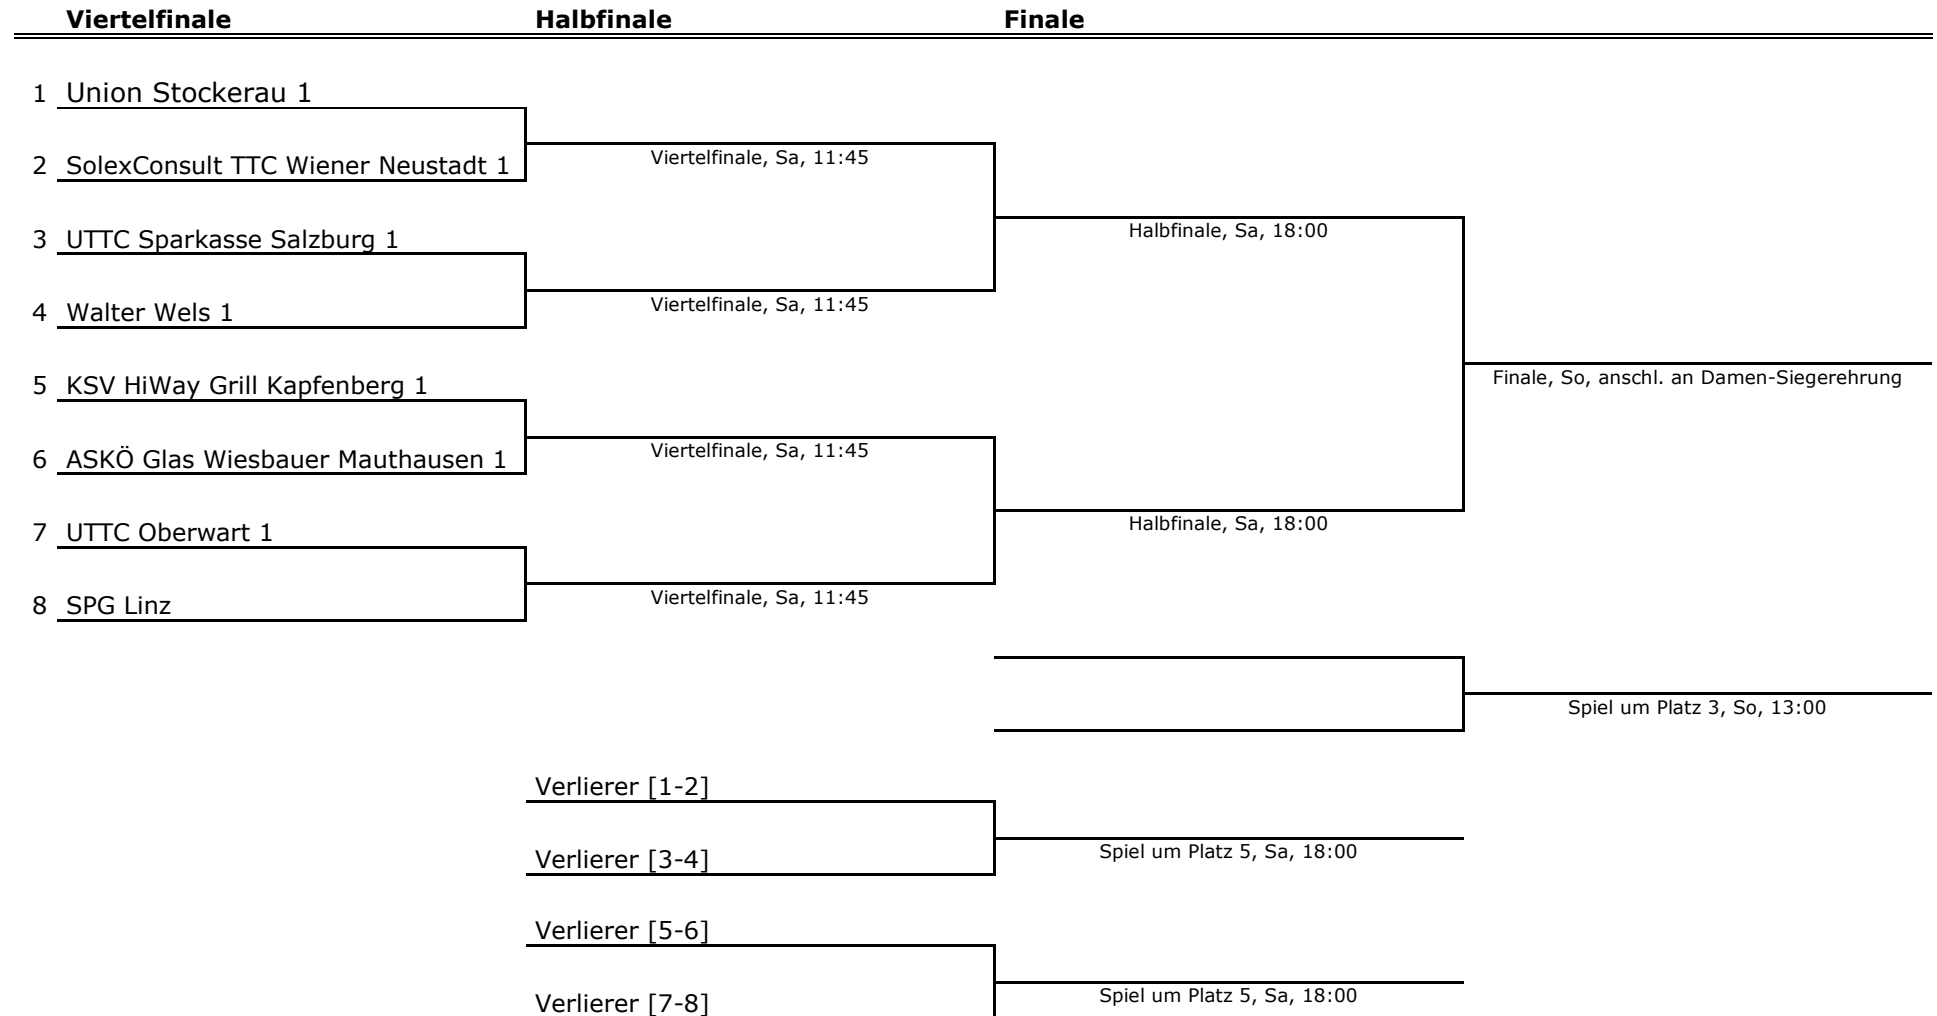 Viertelfinale Halbfinale Finale
1 Union Stockerau 1
Viertelfinale, Sa, 11:45
2 SolexConsult TTC Wiener Neustadt 1
Halbfinale, Sa, 18:00
3 UTTC Sparkasse Salzburg 1
Viertelfinale, Sa, 11:45
4 Walter Wels 1
Finale, So, anschl. an Damen-Siegerehrung
5 KSV HiWay Grill Kapfenberg 1
Viertelfinale, Sa, 11:45
6 ASKÖ Glas Wiesbauer Mauthausen 1
Halbfinale, Sa, 18:00
7 UTTC Oberwart 1
Viertelfinale, Sa, 11:45
8 SPG Linz
Spiel um Platz 3, So, 13:00
Verlierer [1-2]
Spiel um Platz 5, Sa, 18:00
Verlierer [3-4]
Verlierer [5-6]
Spiel um Platz 5, Sa, 18:00
Verlierer [7-8]